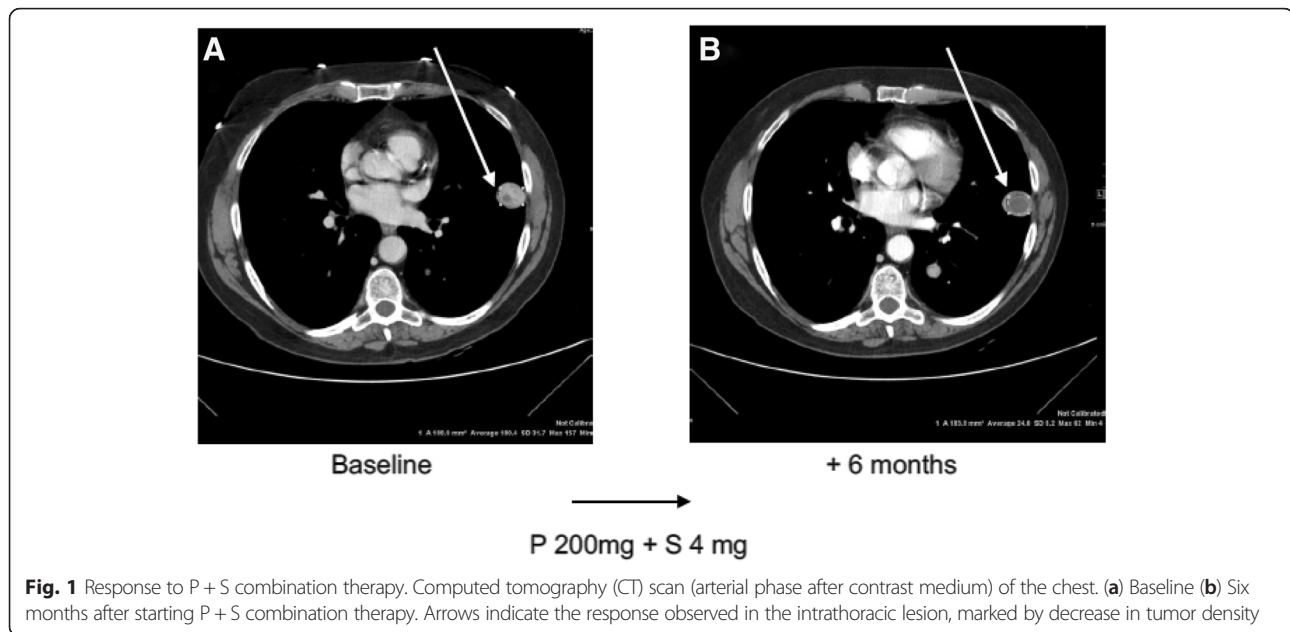 A
B
Not Calibrated
Baseline
+ 6 months
P 200mg + S 4 mg
Fig. 1 Response to P + S combination therapy. Computed tomography (CT) scan (arterial phase after contrast medium) of the chest. (a) Baseline (b) Six
months after starting P + S combination therapy. Arrows indicate the response observed in the intrathoracic lesion, marked by decrease in tumor density